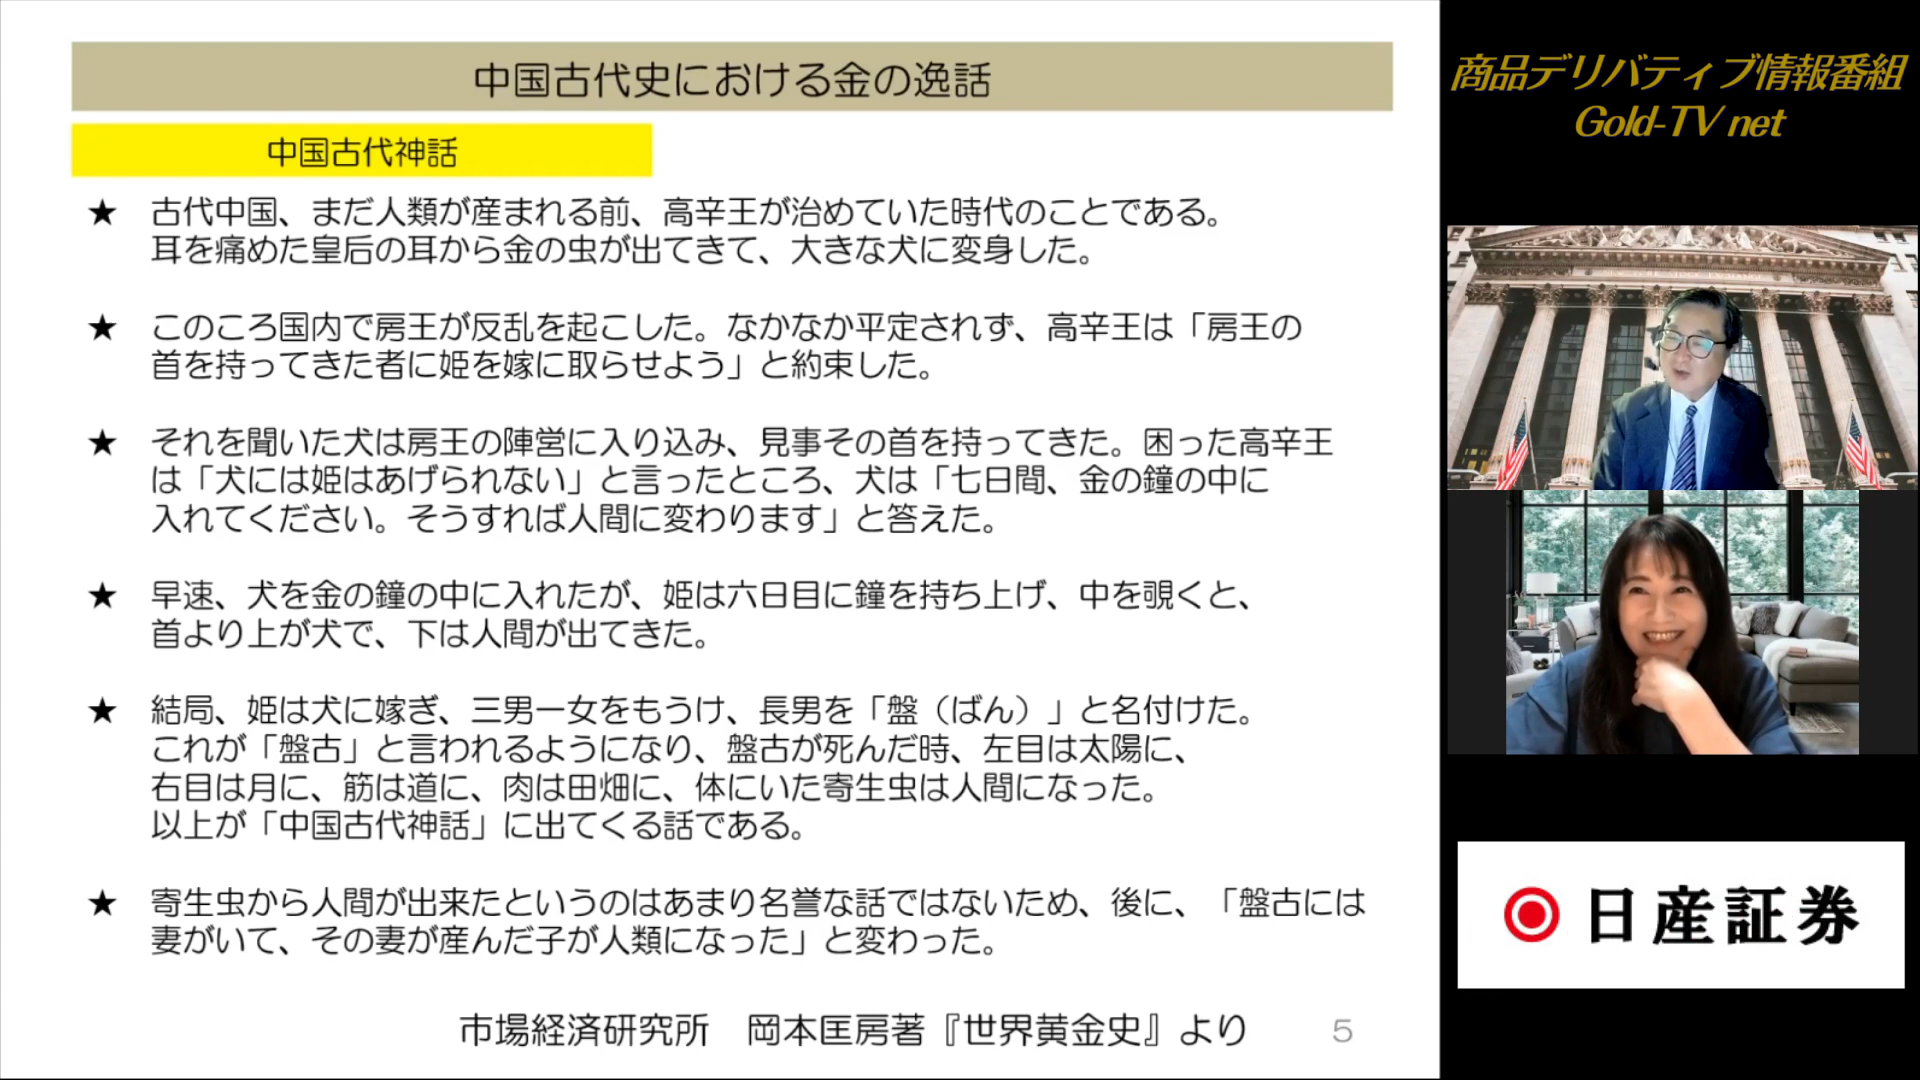 中国古代史における金の逸話
中国古代神話
★ 古代中国、まだ人類が産まれる前、高辛王が治めていた時代のことである。
耳を痛めた皇后の耳から金の虫が出てきて、大きな犬に変身した。
★ このころ国内で房王が反乱を起こした。なかなか平定されず、高辛王は「房王の
首を持ってきた者に姫を嫁に取らせよう」と約束した。
★ それを聞いた犬は房王の陣営に入り込み、見事その首を持ってきた。困った高辛王
は「犬には姫はあげられない」と言ったところ、犬は「七日間、金の鐘の中に
入れてください。そうすれば人間に変わります」と答えた。
★ 早速、犬を金の鐘の中に入れたが、姫は六日目に鐘を持ち上げ、中を覗くと、
首より上が犬で、下は人間が出てきた。
★ 結局、姫は犬に嫁ぎ、三男一女をもうけ、長男を「盤（ばん）」と名付けた。
これが「盤古」と言われるようになり、盤古が死んだ時、左目は太陽に、
右目は月に、筋は道に、肉は田畑に、体にいた寄生虫は人間になった。
以上が「中国古代神話」に出てくる話である。
★ 寄生虫から人間が出来たというのはあまり名誉な話ではないため、後に、「盤古には
妻がいて、その妻が産んだ子が人類になった」と変わった。
市場経済研究所　岡本匡房著『世界黄金史』より
5
商品デリバティブ情報番組
Gold-TV net
日産証券